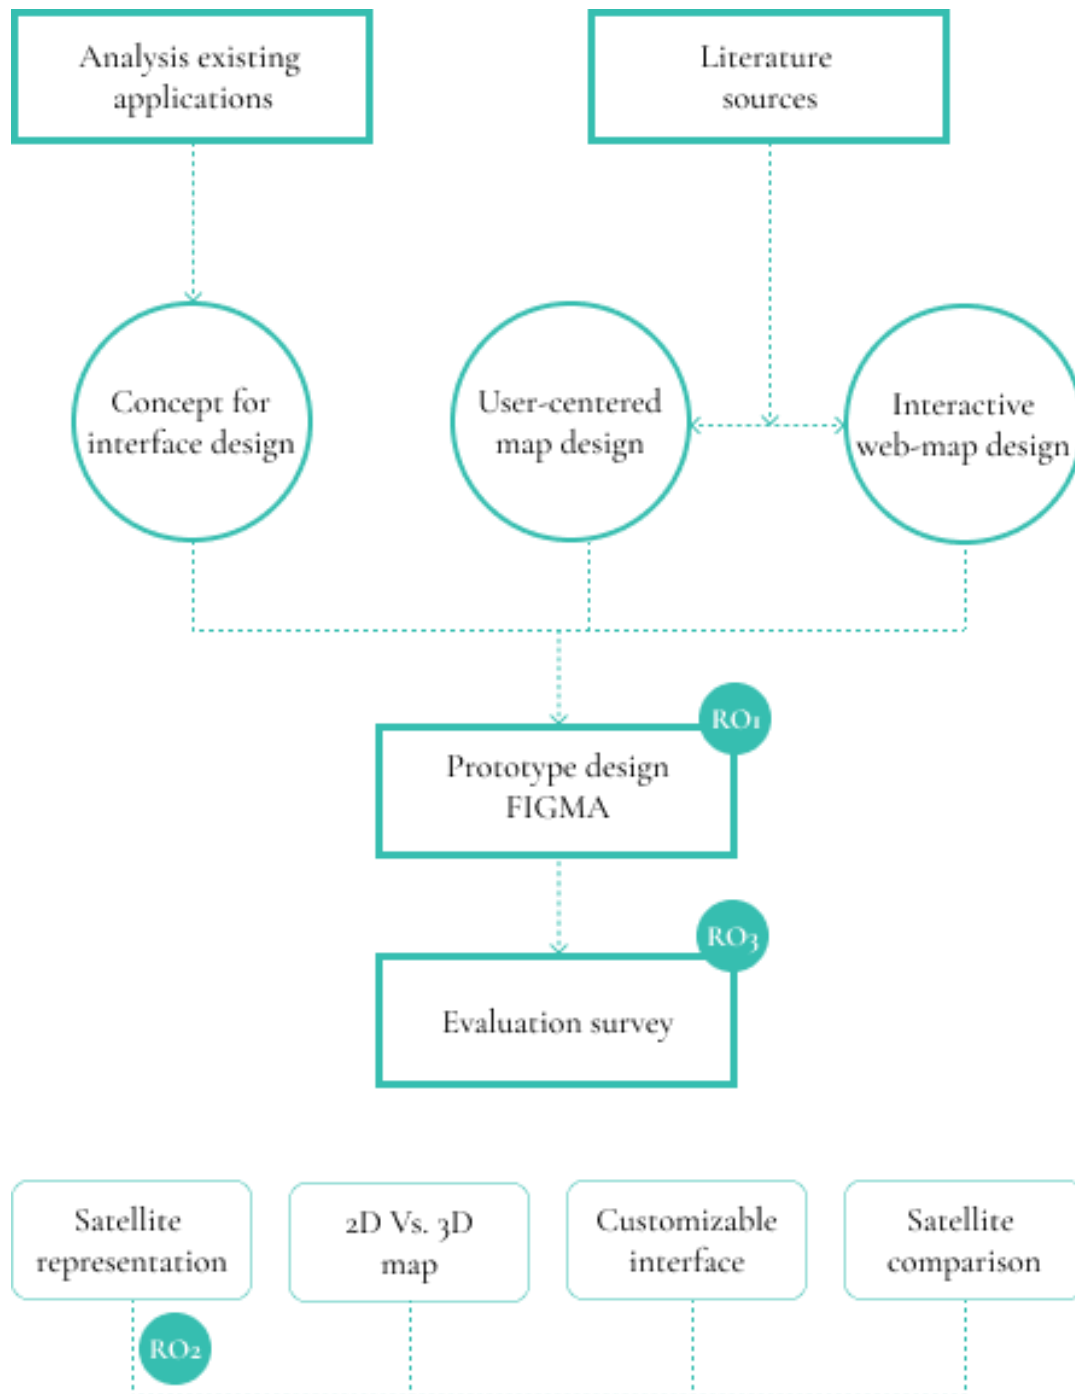 Analysis existing
applications
Literature
sources
Concept for
interface design
User-centered
map design
Interactive
web-map design
RO1
Prototype design
FIGMA
RO3
Evaluation survey
Satellite
representation
2D Vs. 3D
map
Customizable
interface
Satellite
comparison
RO2